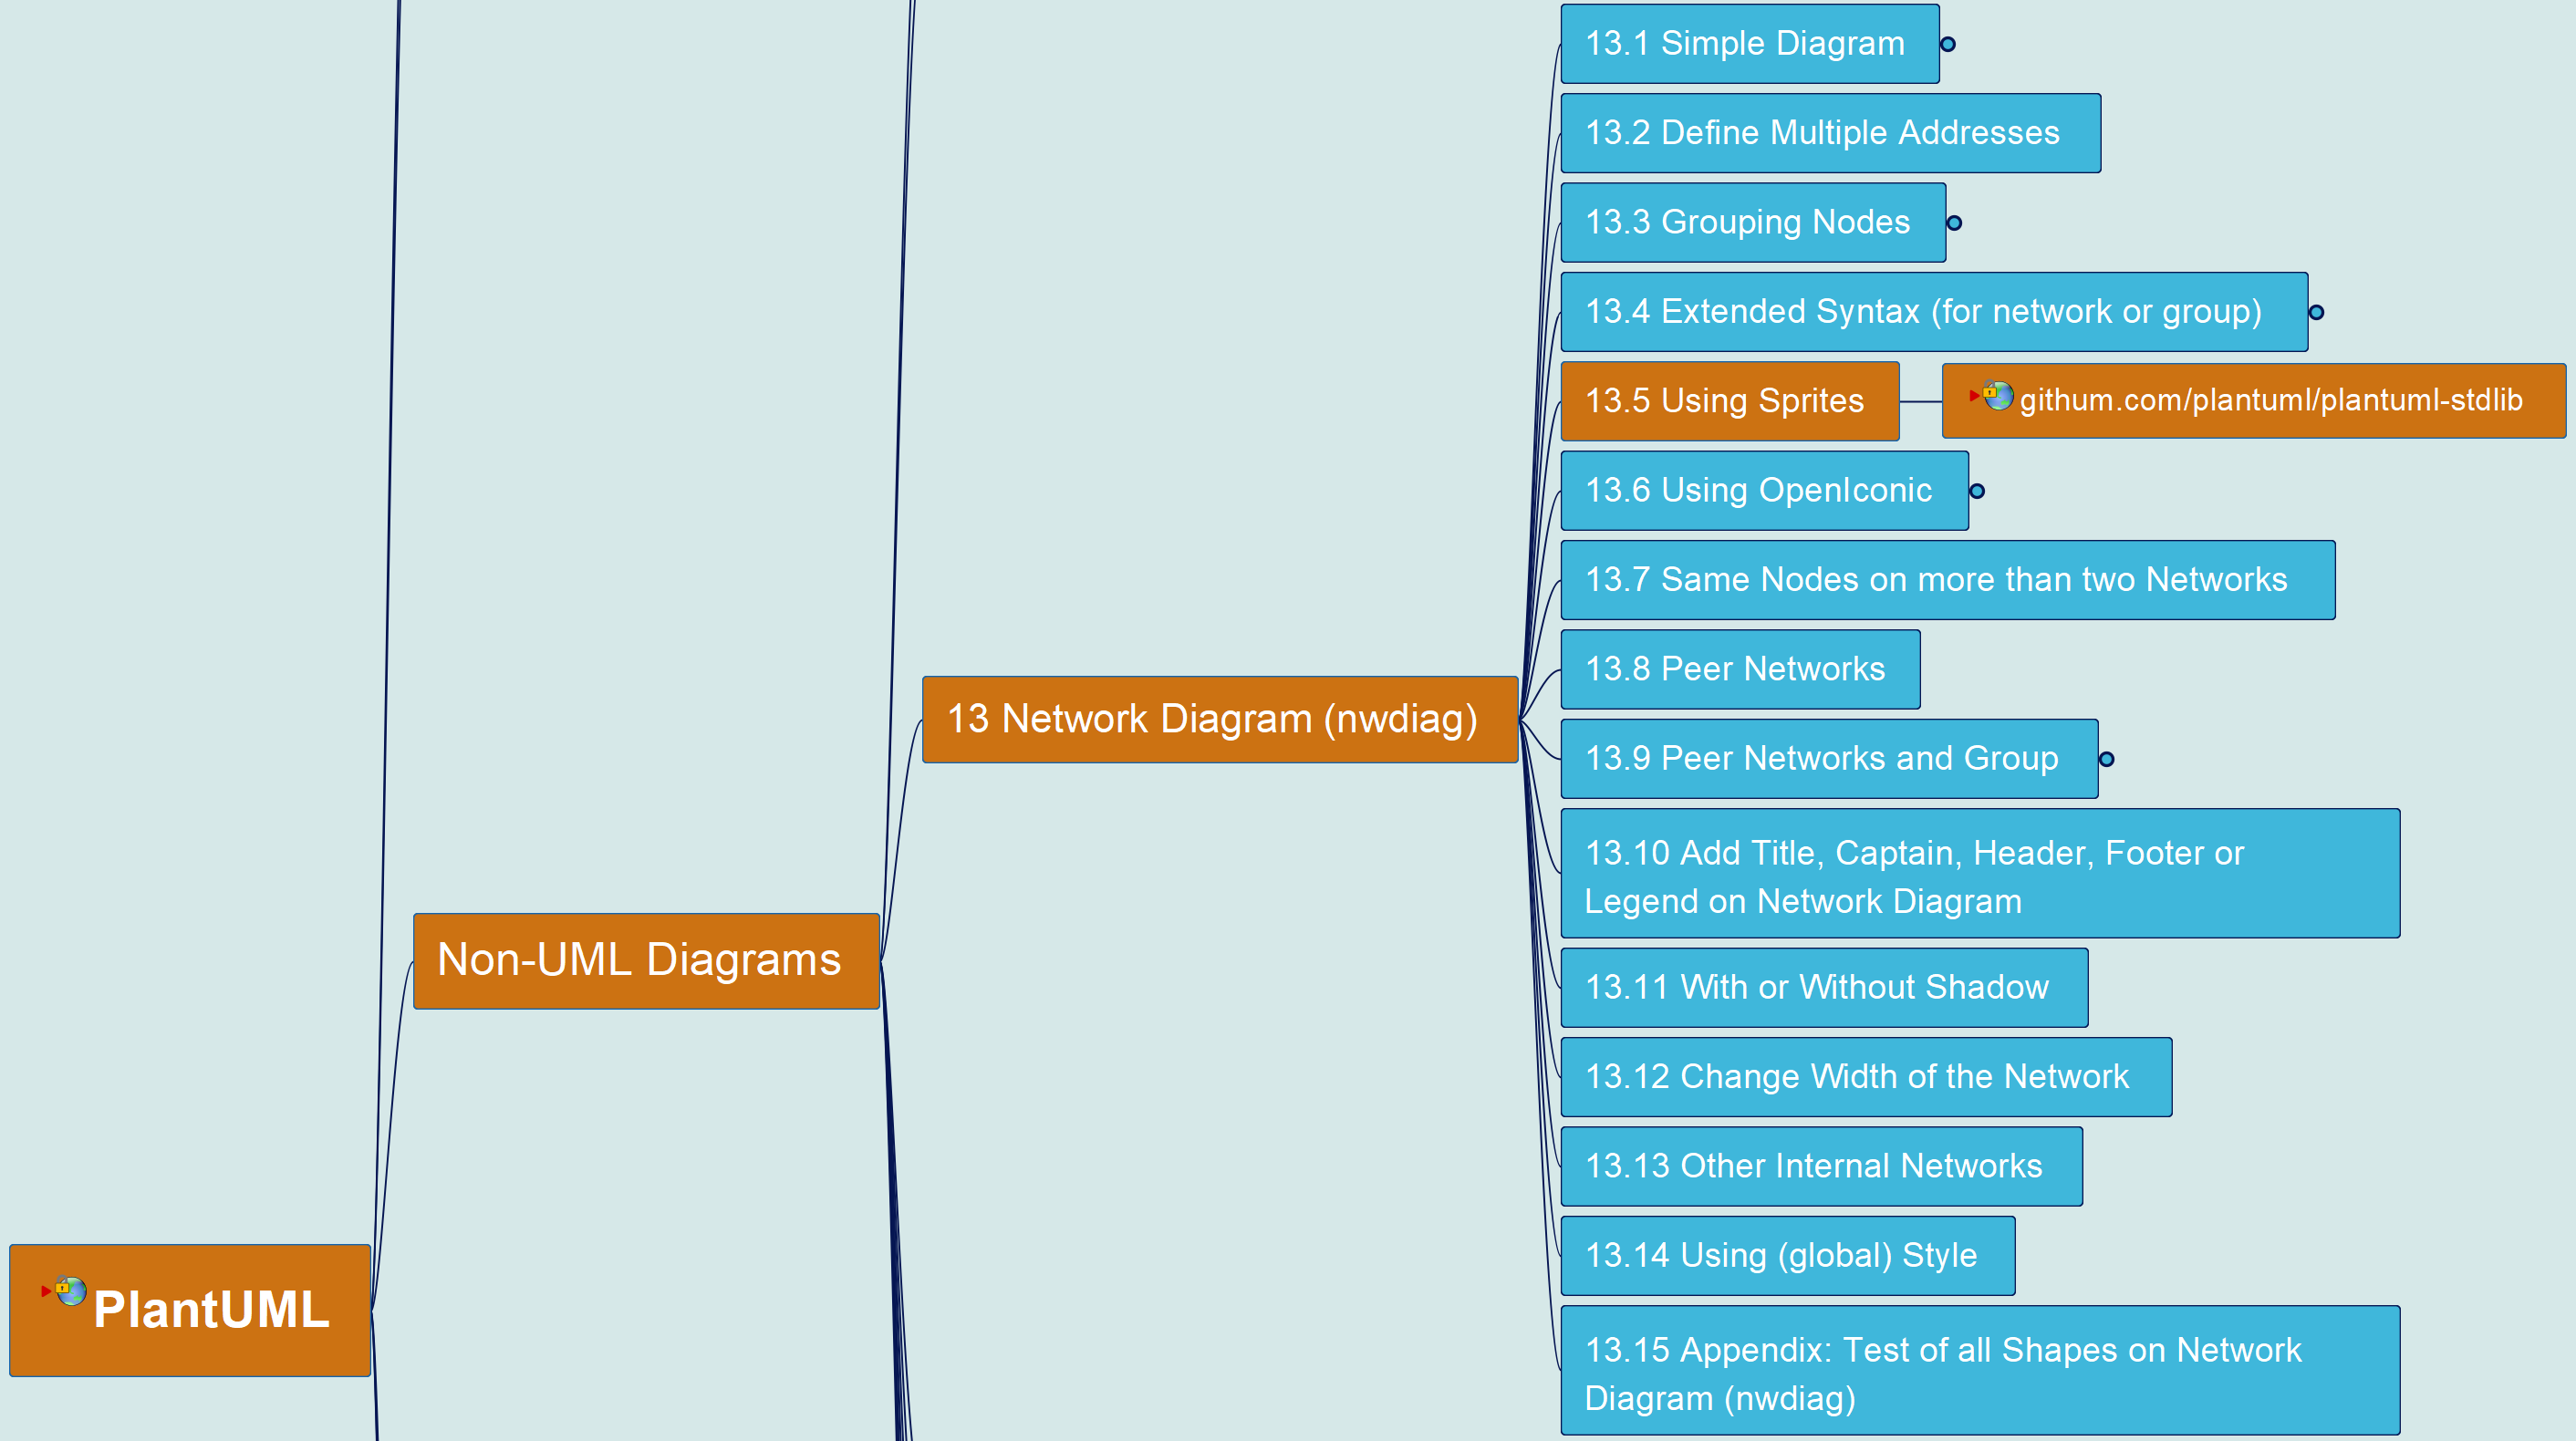 13.1 Simple Diagram
13.2 Define Multiple Addresses
13.3 Grouping Nodes
13.4 Extended Syntax (for network or group)
13.5 Using Sprites
githum.com/plantuml/plantuml-stdlib
13.6 Using OpenIconic
13.7 Same Nodes on more than two Networks
13.8 Peer Networks
13 Network Diagram (nwdiag)
13.9 Peer Networks and Group
13.10 Add Title, Captain, Header, Footer or
Legend on Network Diagram
Non-UML Diagrams
13.11 With or Without Shadow
13.12 Change Width of the Network
13.13 Other Internal Networks
13.14 Using (global) Style
PlantUML
13.15 Appendix: Test of all Shapes on Network
Diagram (nwdiag)